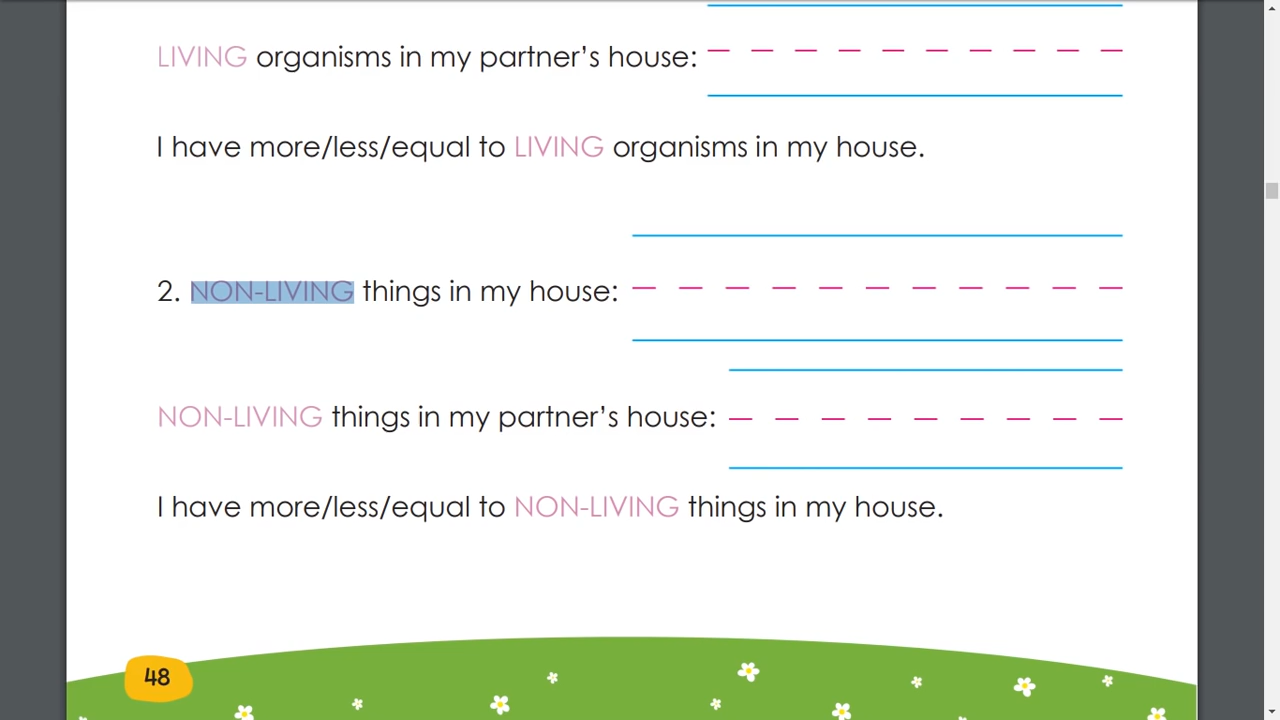 LIVING organisms in my partner’s house:
I have more/less/equal to LIVING organisms in my house.
2. NON-LIVING things in my house:
NON-LIVING things in my partner’s house:
I have more/less/equal to NON-LIVING things in my house.
48